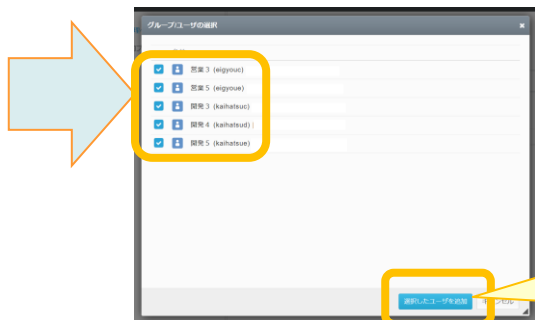 グループ/ユーザの選択
×
営業3 (eigyouc)
営業5 (eigyoue)
開発3 (kaihatsuc)
開発4 (kaihatsud)
開発5 (kaihatsue)
選択したユーザを追加